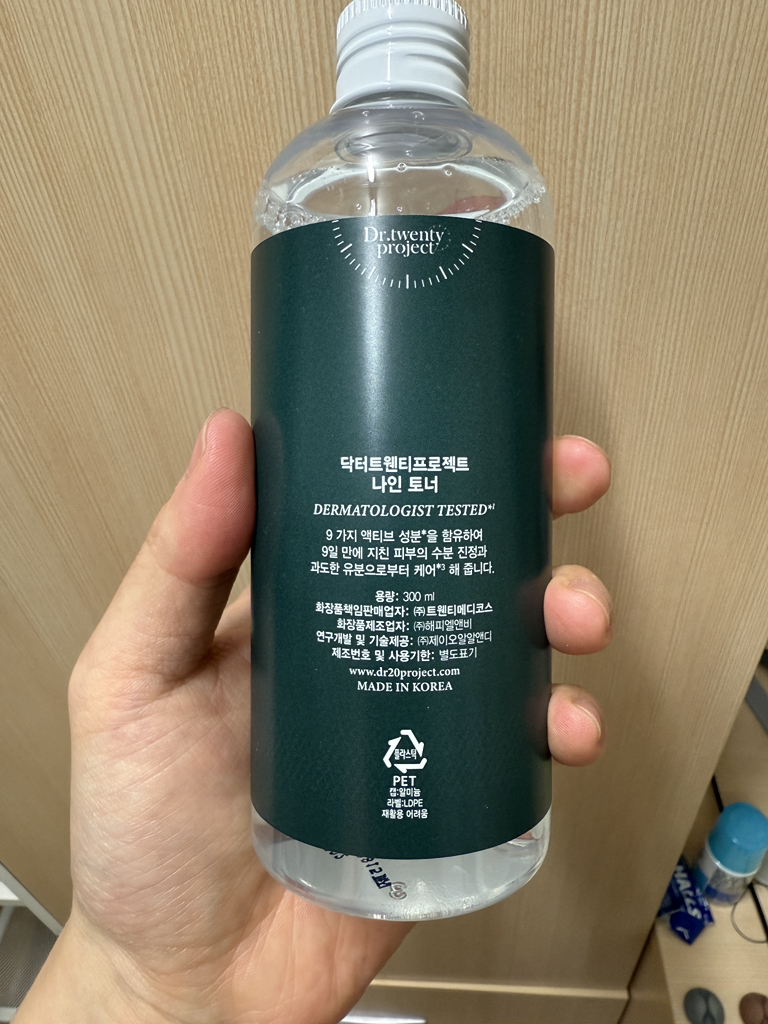 Dr.twenty
project
닥터트웬티프로젝트
나인 토너
DERMATOLOGIST TESTED*1
9 가지 액티브 성분*을 함유하여
9일 만에 지친 피부의 수분 진정과
과도한 유분으로부터 케어*3 해 줍니다.
용량: 300 ml
화장품책임판매업자: ㈜트웬티메디코스
화장품제조업자: ㈜해피엘앤비
연구개발 및 기술제공: ㈜제이오알알앤디
제조번호 및 사용기한: 별도표기
www.dr20project.com
MADE IN KOREA
플라스틱
PET
캡:알미늄
라벨:LDPE
재활용 어려움
HALLS